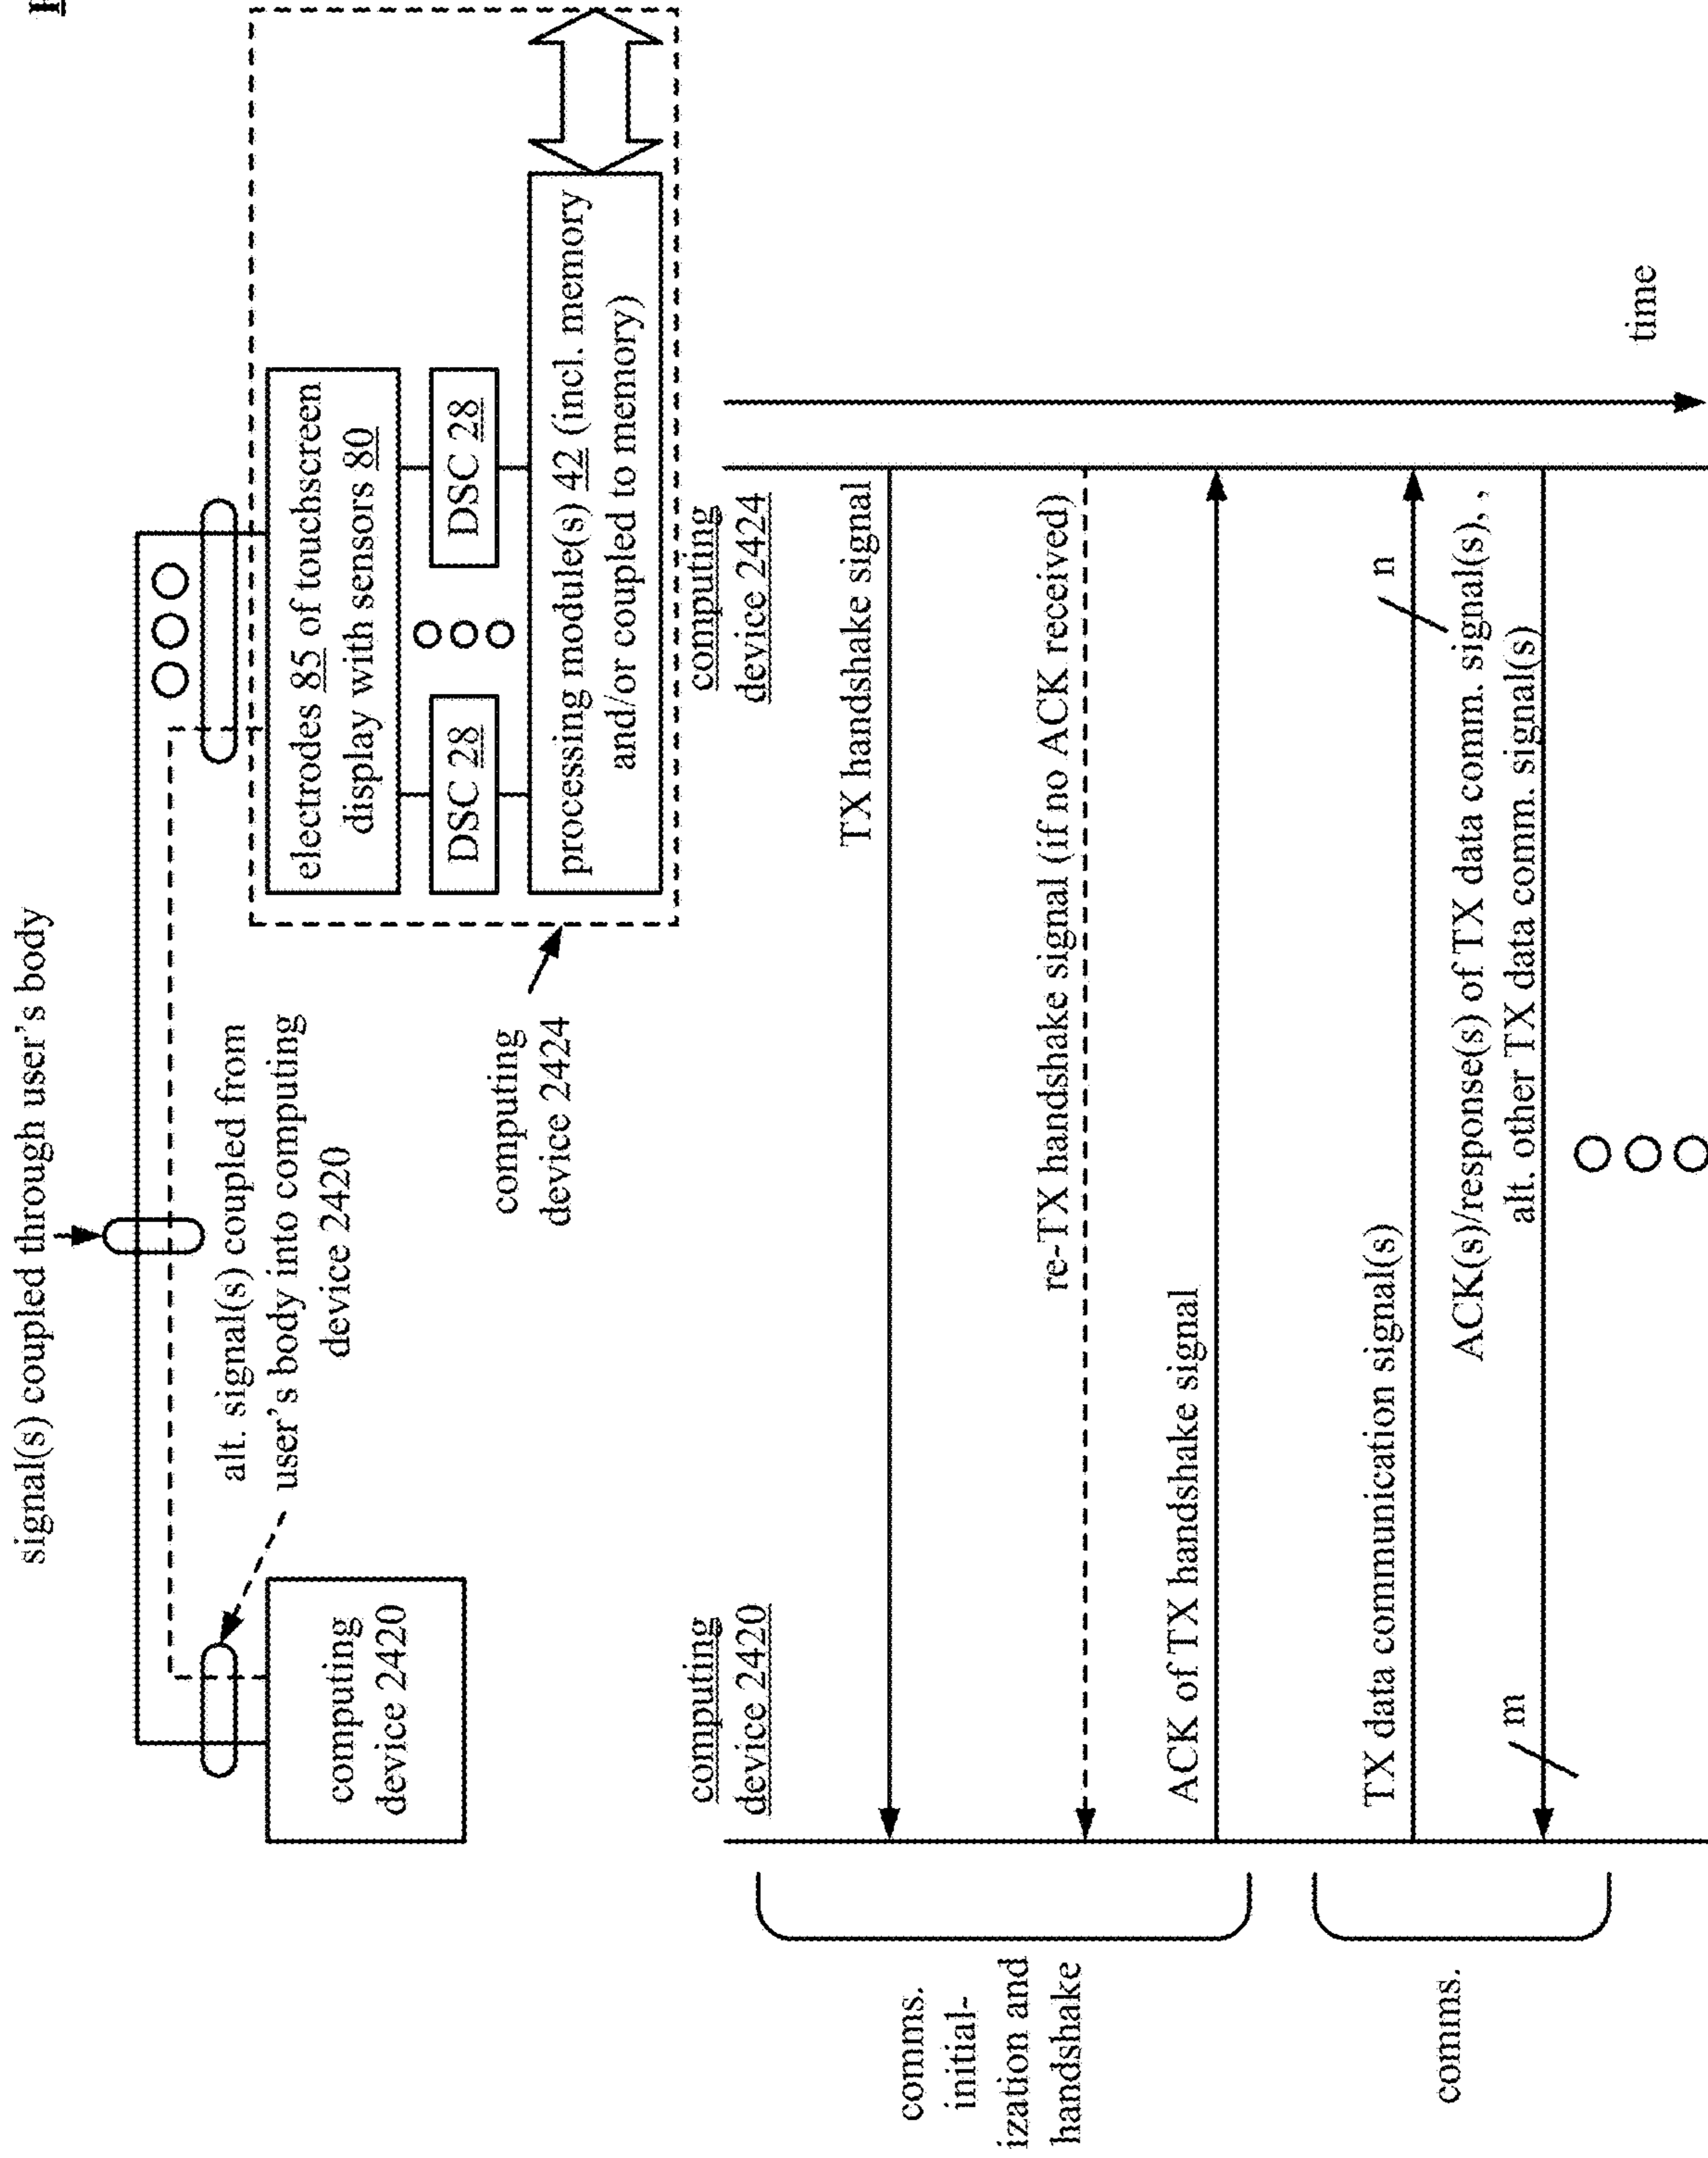 signal(s) coupled through user's body
alt. signal(s) coupled from
user's body into computing
device 2420
computing
device 2420
computing
device 2424
electrodes 85 of touchscreen
display with sensors 80
DSC 28
DSC 28
processing module(s) 42 (incl. memory
and/or coupled to memory)
computing
device 2420
computing
device 2424
TX handshake signal
re-TX handshake signal (if no ACK received)
ACK of TX handshake signal
comms.
initial-
ization and
handshake
TX data communication signal(s)
n
ACK(s)/response(s) of TX data comm. signal(s), ,
alt. other TX data comm. signal(s)
m
comms.
time